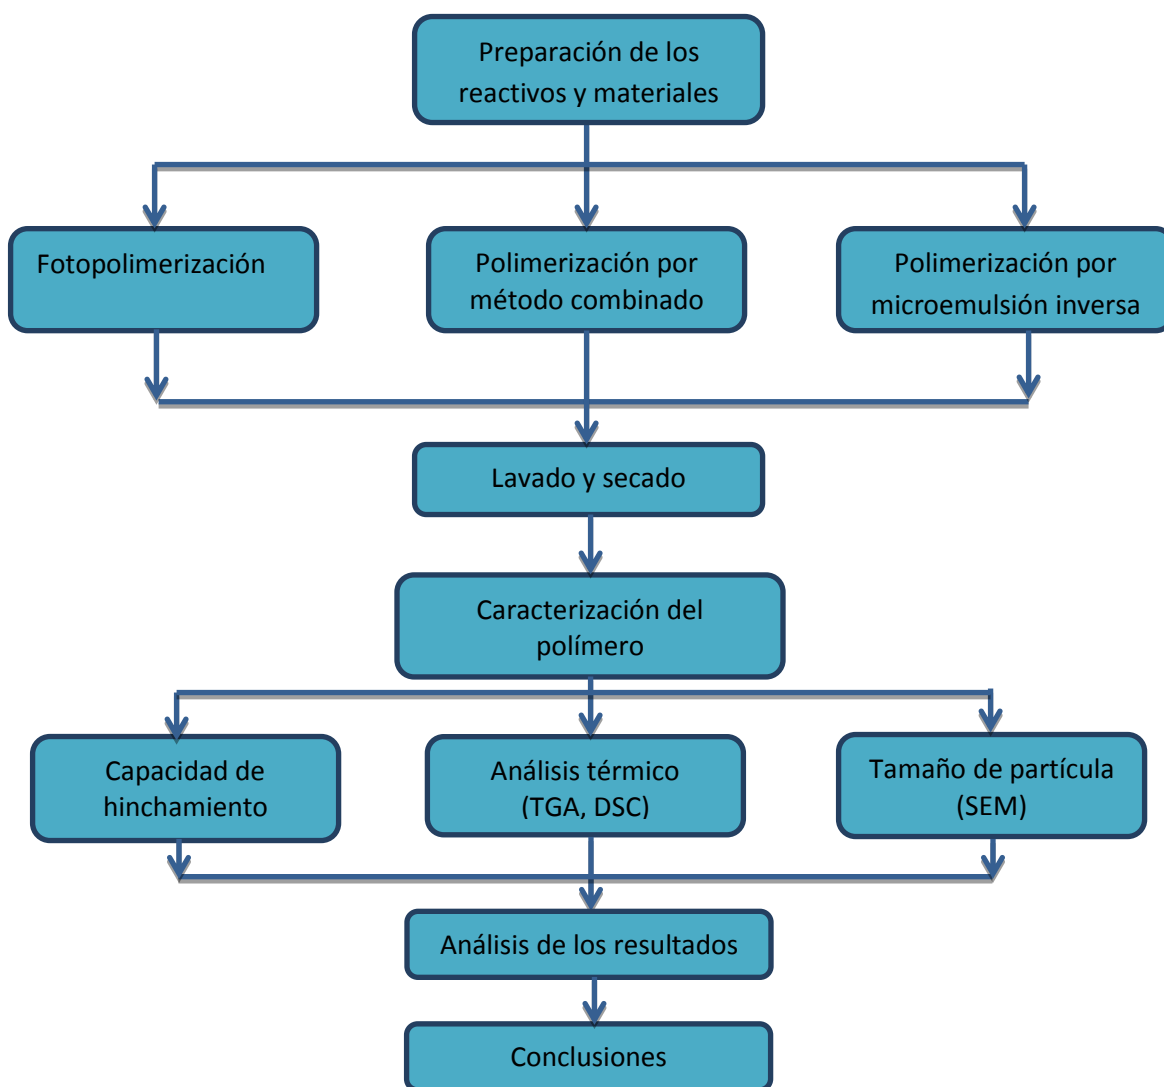 Preparación de los
reactivos y materiales
Fotopolimerización
Polimerización por
método combinado
Polimerización por
microemulsión inversa
Lavado y secado
Caracterización del
polímero
Capacidad de
hinchamiento
Análisis térmico
(TGA, DSC)
Tamaño de partícula
(SEM)
Análisis de los resultados
Conclusiones